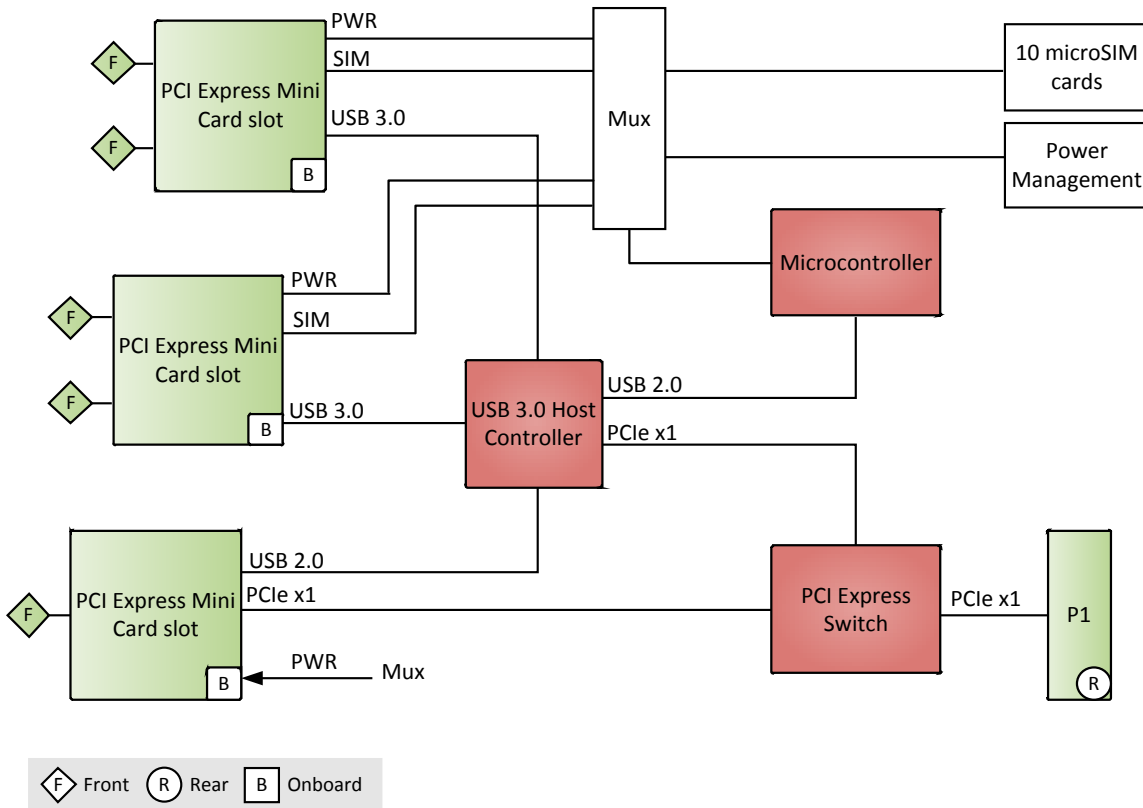 PWR
SIM
F
PCI Express Mini
Card slot
USB 3.0
F
B
Mux
10 microSIM
cards
Power
Management
Microcontroller
PWR
SIM
F
PCI Express Mini
Card slot
F
USB 3.0
B
USB 3.0 Host
Controller
USB 2.0
PCIe x1
USB 2.0
PCI Express Mini
Card slot
PCIe x1
F
PWR
Mux
B
PCI Express
Switch
PCIe x1
P1
R
F Front R Rear B Onboard